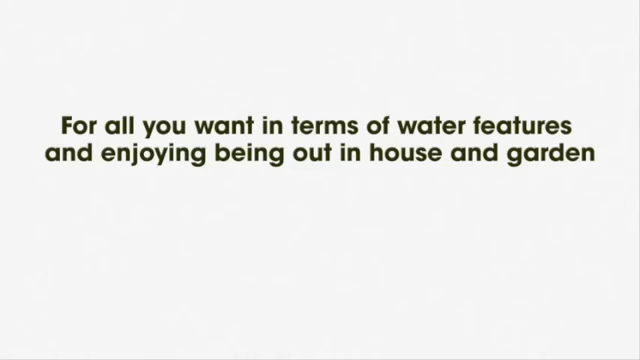 For all you want in terms of water features
and enjoying being out in house and garden